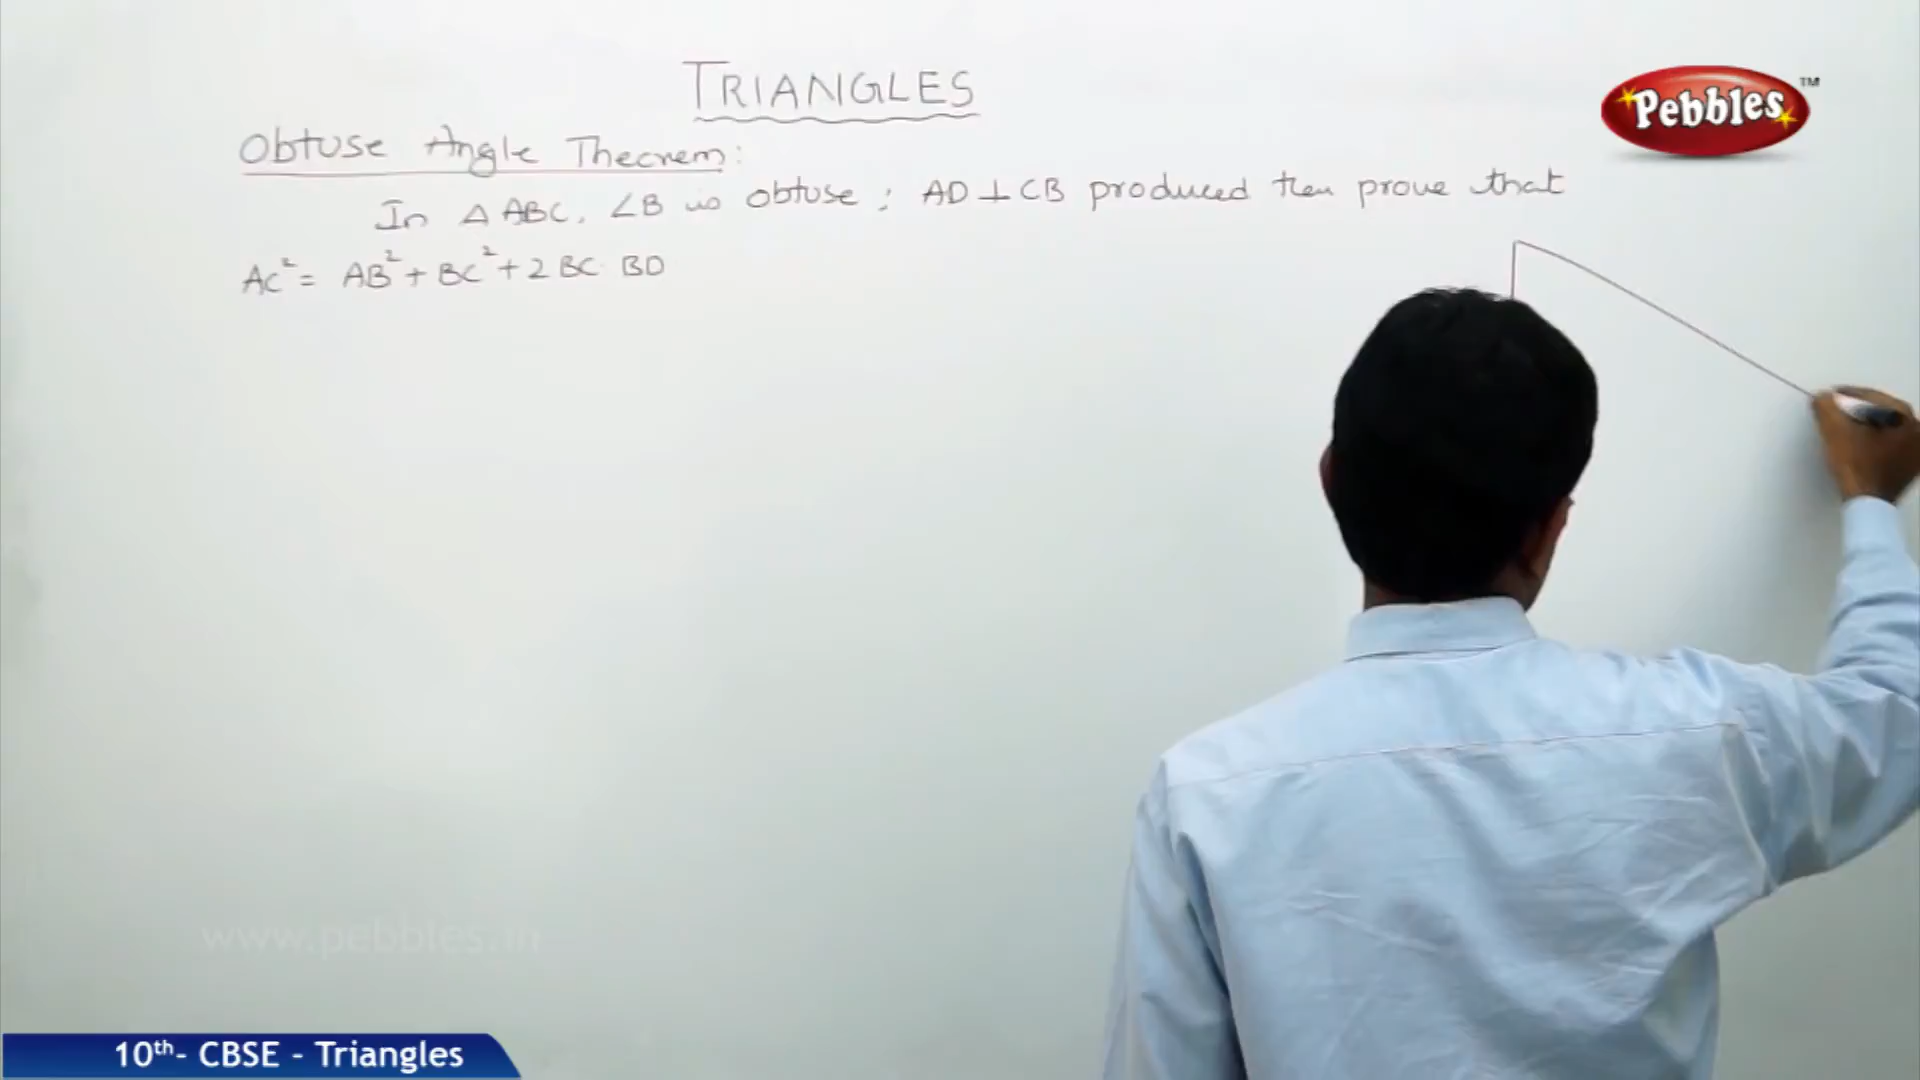 TRIANGLES
Pebbles™
Obtuse Angle Theorem:
In △ ABC, ∠B is obtuse ; AD ⊥ CB produced then prove that
AC² = AB² + BC² + 2 BC. BD
www.pebbles.in
10th- CBSE - Triangles